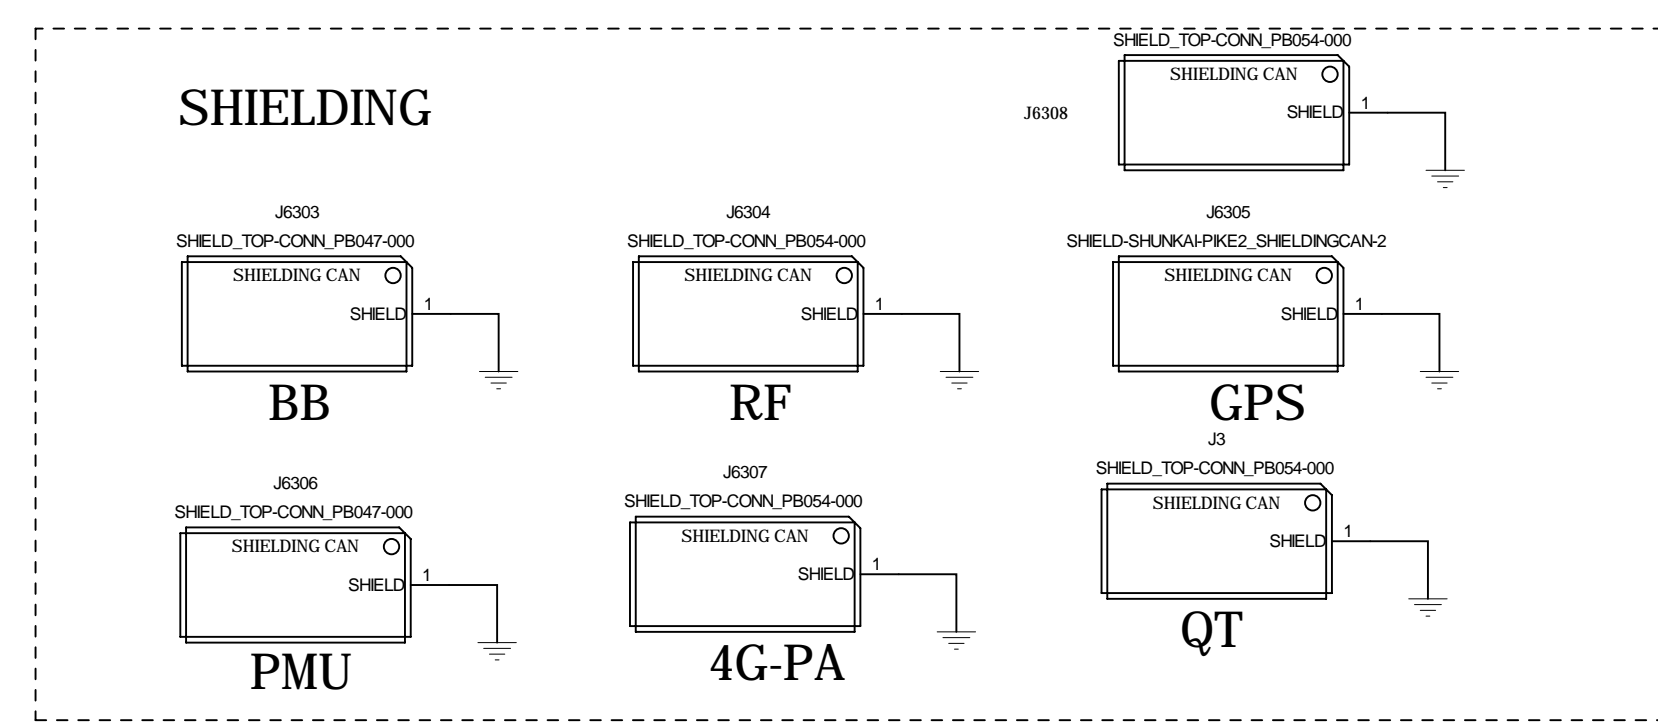 SHIELD_TOP-CONN_PB054-000
SHIELDING CAN
SHIELDING
J6308
SHIELD 1
J6303
SHIELD_TOP-CONN_PB047-000
SHIELDING CAN
SHIELD 1
BB
J6304
SHIELD_TOP-CONN_PB054-000
SHIELDING CAN
SHIELD 1
RF
J6305
SHIELD-SHUNKAI-PIKE2_SHIELDINGCAN-2
SHIELDING CAN
SHIELD 1
GPS
J6306
SHIELD_TOP-CONN_PB047-000
SHIELDING CAN
SHIELD 1
PMU
J6307
SHIELD_TOP-CONN_PB054-000
SHIELDING CAN
SHIELD 1
4G-PA
J3
SHIELD_TOP-CONN_PB054-000
SHIELDING CAN
SHIELD 1
QT